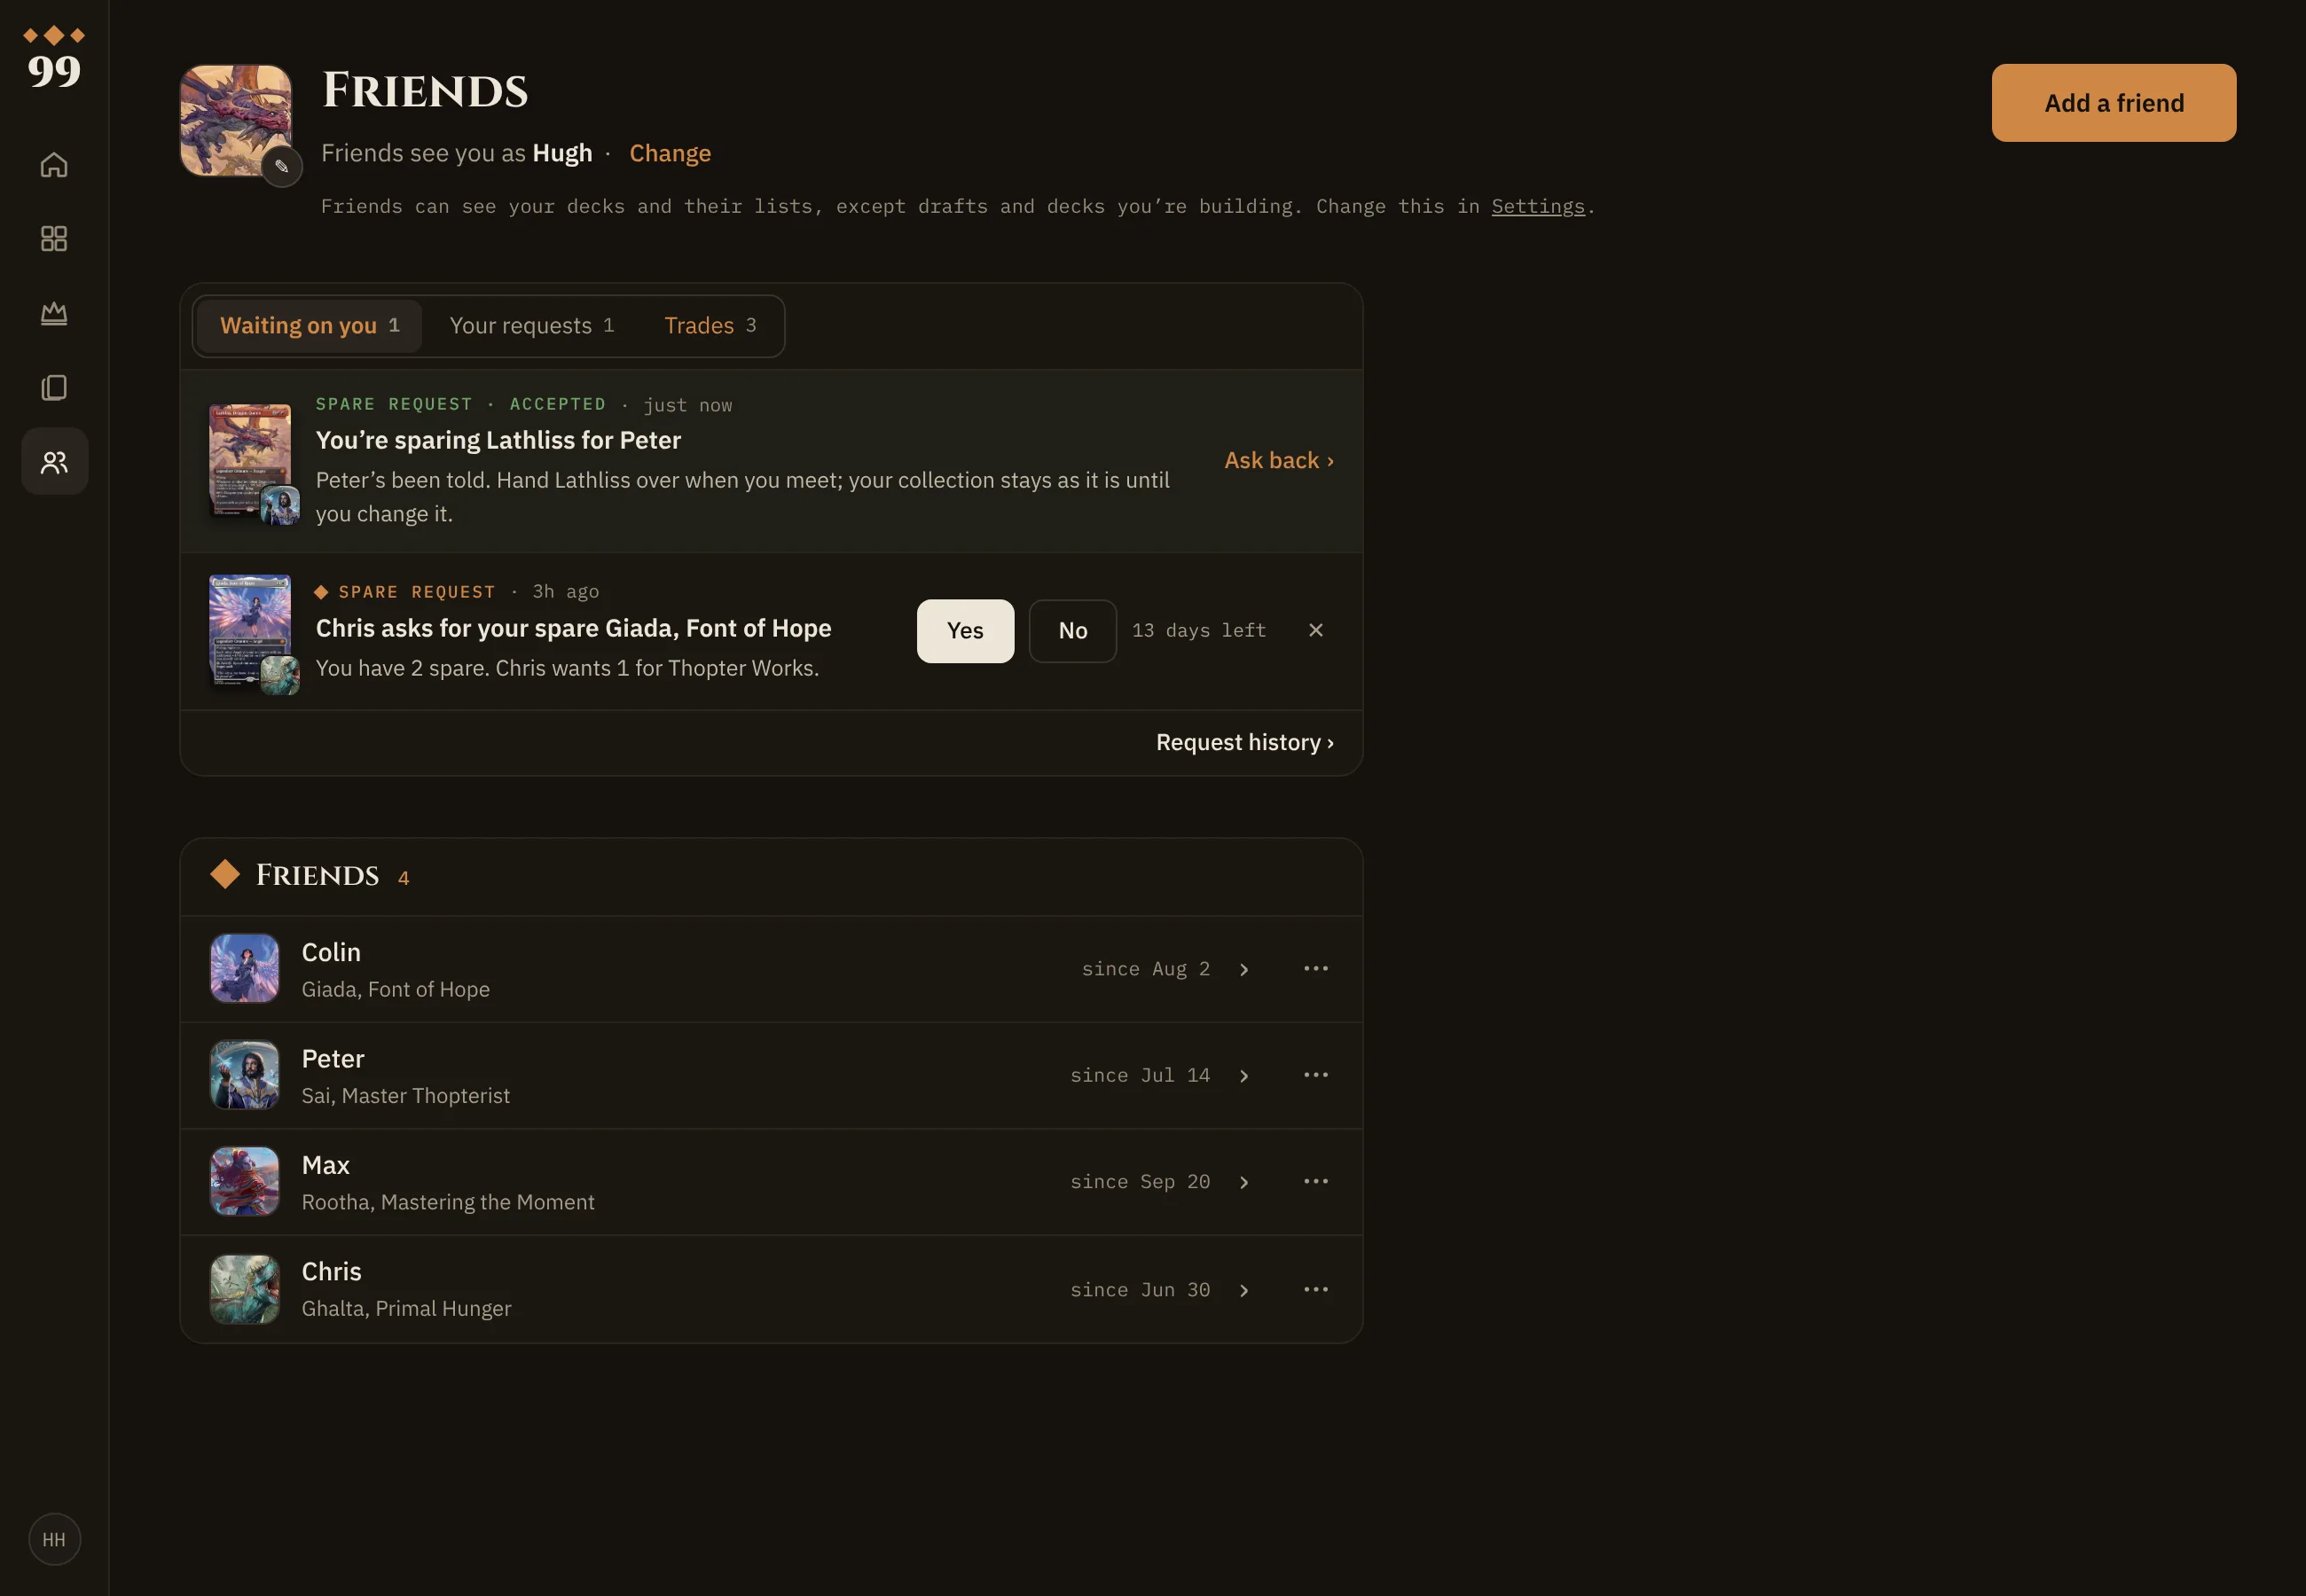 99
Friends
Add a friend
Friends see you as Hugh · Change
Friends can see your decks and their lists, except drafts and decks you’re building. Change this in Settings.
Waiting on you 1 Your requests 1 Trades 3
SPARE REQUEST · ACCEPTED · just now
You’re sparing Lathliss for Peter
Peter’s been told. Hand Lathliss over when you meet; your collection stays as it is until
you change it.
Ask back ›
SPARE REQUEST · 3h ago
Chris asks for your spare Giada, Font of Hope
You have 2 spare. Chris wants 1 for Thopter Works.
Yes No 13 days left ✕
Request history ›
Friends 4
Colin
Giada, Font of Hope
since Aug 2 ›
Peter
Sai, Master Thopterist
since Jul 14 ›
Max
Rootha, Mastering the Moment
since Sep 20 ›
Chris
Ghalta, Primal Hunger
since Jun 30 ›
HH